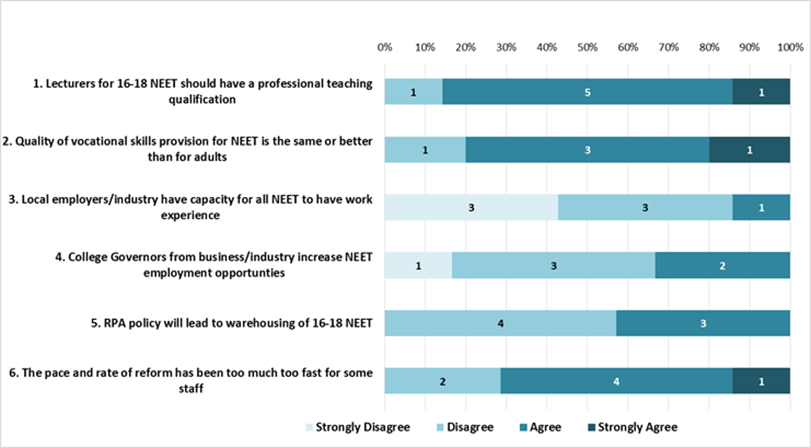 0% 10% 20% 30% 40% 50% 60% 70% 80% 90% 100%
1. Lecturers for 16-18 NEET should have a professional teaching
qualification
1 5 1
2. Quality of vocational skills provision for NEET is the same or better
than for adults
1 3 1
3. Local employers/industry have capacity for all NEET to have work
experience
3 3 1
4. College Governors from business/industry increase NEET
employment opportunties
1 3 2
5. RPA policy will lead to warehousing of 16-18 NEET
4 3
6. The pace and rate of reform has been too much too fast for some
staff
2 4 1
Strongly Disagree Disagree Agree Strongly Agree